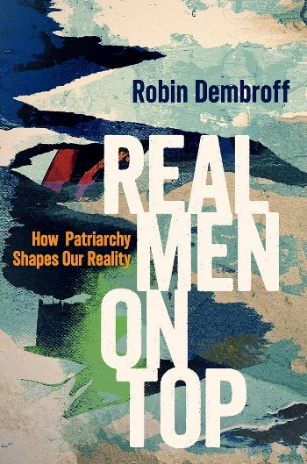 Robin Dembroff
REAL
MEN
ON
TOP
How Patriarchy
Shapes Our Reality